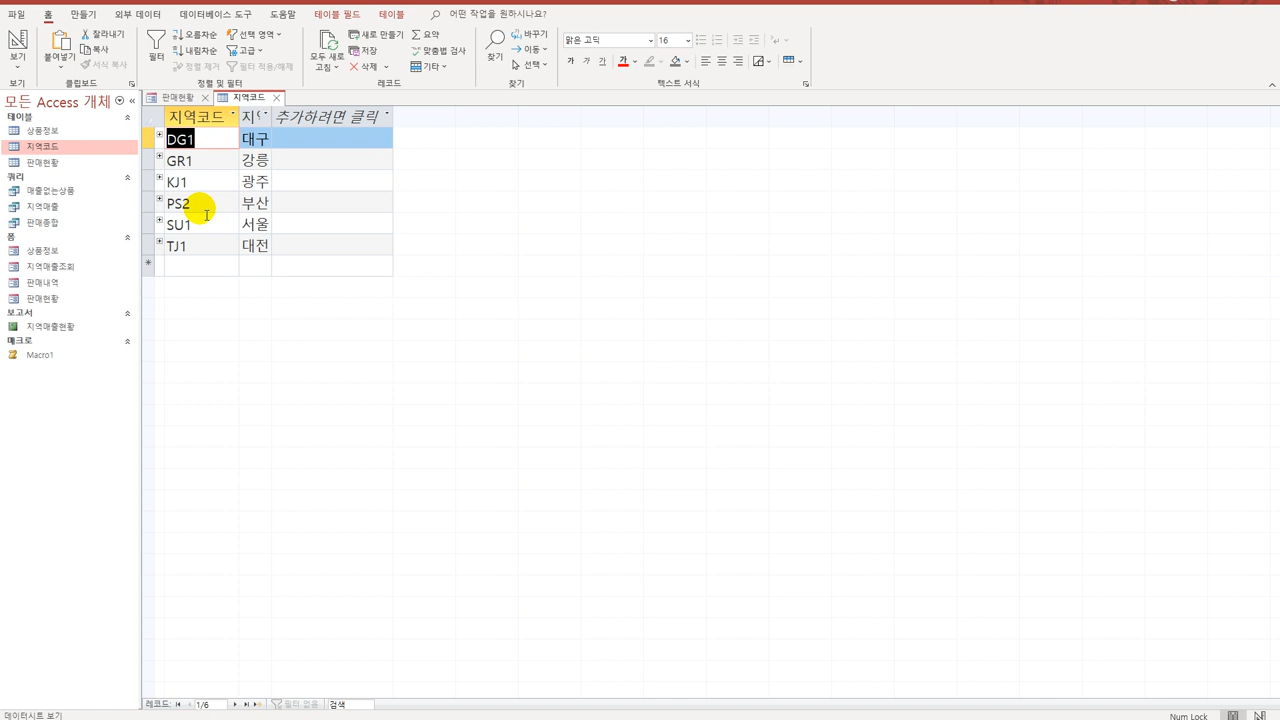 파일 홈 만들기 외부 데이터 데이터베이스 도구 도움말 테이블 필드 테이블 어떤 작업을 원하시나요?
보기
보기
붙여넣기
잘라내기
복사
서식 복사
클립보드
필터
오름차순
내림차순
정렬 제거
선택 영역
고급
필터 적용/해제
정렬 및 필터
모두 새로 고침
새로 만들기
저장
삭제
요약
맞춤법 검사
기타
레코드
찾기
바꾸기
이동
선택
찾기
맑은 고딕 16
가 가 가 가
텍스트 서식
모든 Access 개체
테이블
상품정보
지역코드
판매현황
쿼리
매출없는상품
지역매출
판매종합
폼
상품정보
지역매출조회
판매내역
판매현황
보고서
지역매출현황
매크로
Macro1
판매현황 지역코드
지역코드 추가하려면 클릭
DG1 대구
GR1 강릉
KJ1 광주
PS2 부산
SU1 서울
TJ1 대전
레코드: 1/6 필터 없음 검색
데이터시트 보기 Num Lock